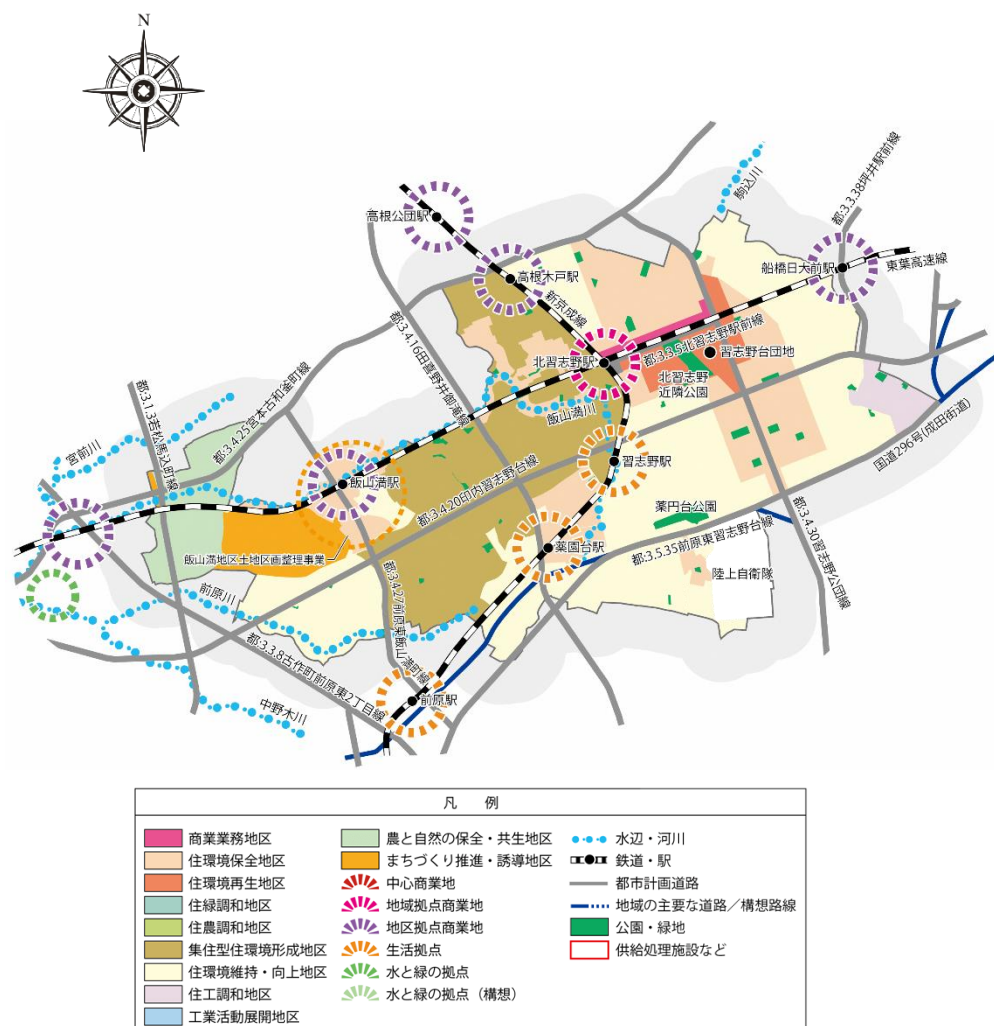 N
駒込川
都:3.3.38坪井駅前線
高根公団駅
船橋日大前駅
東葉高速線
高根木戸駅
新京成線
都:3.4.16田喜野井御滝線
北習志野駅
都:3.3.5北習志野駅前線
習志野台団地
北習志野
近隣公園
飯山満川
都:3.4.25宮本古和釜町線
都:3.1.3若松馬込町線
宮前川
国道296号(成田街道)
習志野駅
飯山満駅
都:3.4.20印内習志野台線
薬円台公園
都:3.4.30習志野公団線
薬園台駅
都:3.5.35前原東習志野台線
飯山満地区土地区画整理事業
陸上自衛隊
前原川
都:3.4.27前原東飯山満町線
都:3.3.8古作町前原東2丁目線
前原駅
中野木川
凡 例
商業業務地区
住環境保全地区
住環境再生地区
住緑調和地区
住農調和地区
集住型住環境形成地区
住環境維持・向上地区
住工調和地区
工業活動展開地区
農と自然の保全・共生地区
まちづくり推進・誘導地区
中心商業地
地域拠点商業地
地区拠点商業地
生活拠点
水と緑の拠点
水と緑の拠点（構想）
水辺・河川
鉄道・駅
都市計画道路
地域の主要な道路／構想路線
公園・緑地
供給処理施設など